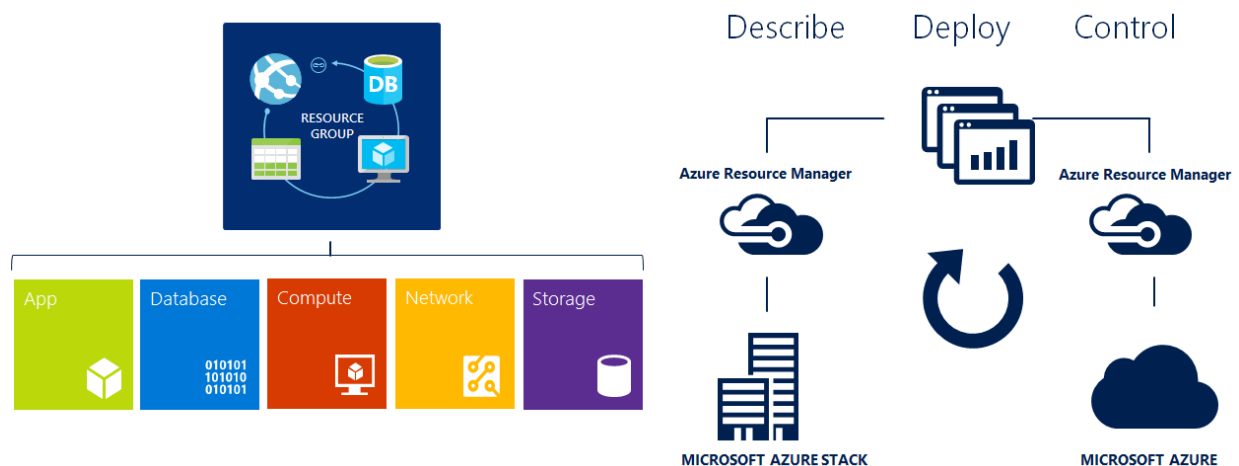 DB
RESOURCE
GROUP
App
Database
010101
101010
010101
Compute
Network
Storage
Describe
Deploy
Control
Azure Resource Manager
Azure Resource Manager
MICROSOFT AZURE STACK
MICROSOFT AZURE